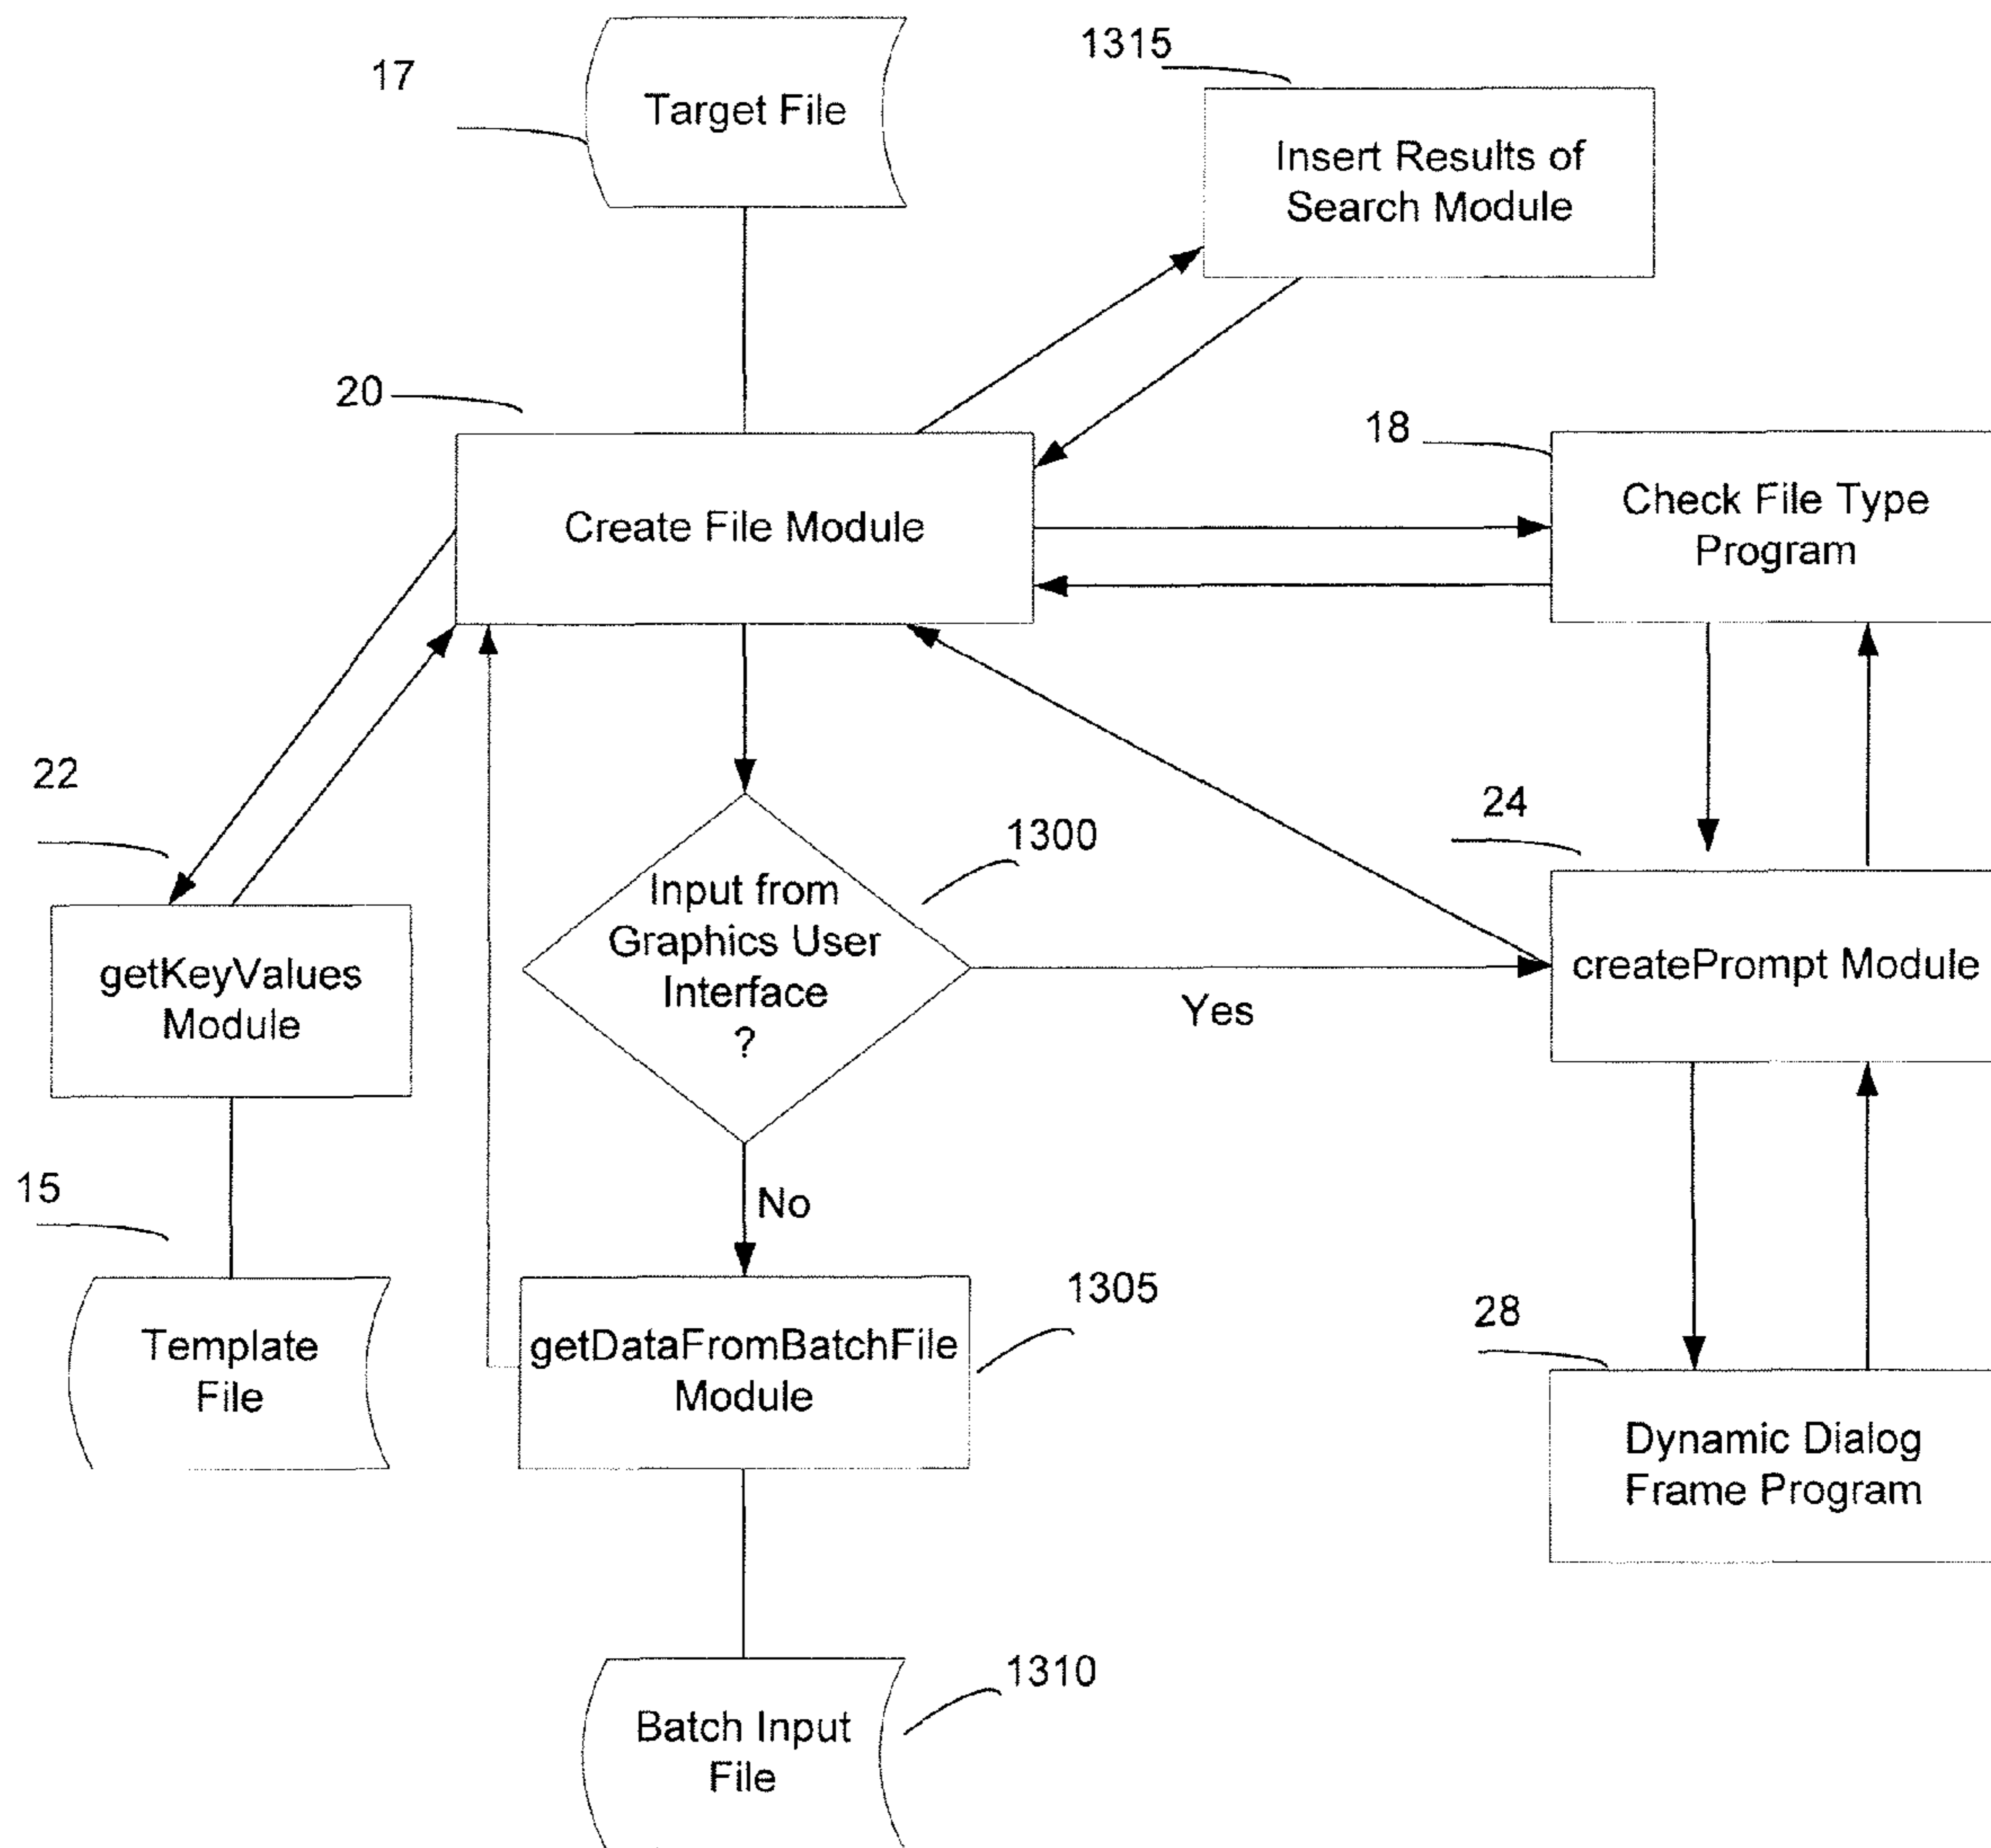 17
Target File
1315
Insert Results of
Search Module
20
Create File Module
18
Check File Type
Program
22
getKeyValues
Module
1300
Input from
Graphics User
Interface
?
Yes
24
createPrompt Module
No
15
Template
File
1305
getDataFromBatchFile
Module
28
Dynamic Dialog
Frame Program
1310
Batch Input
File